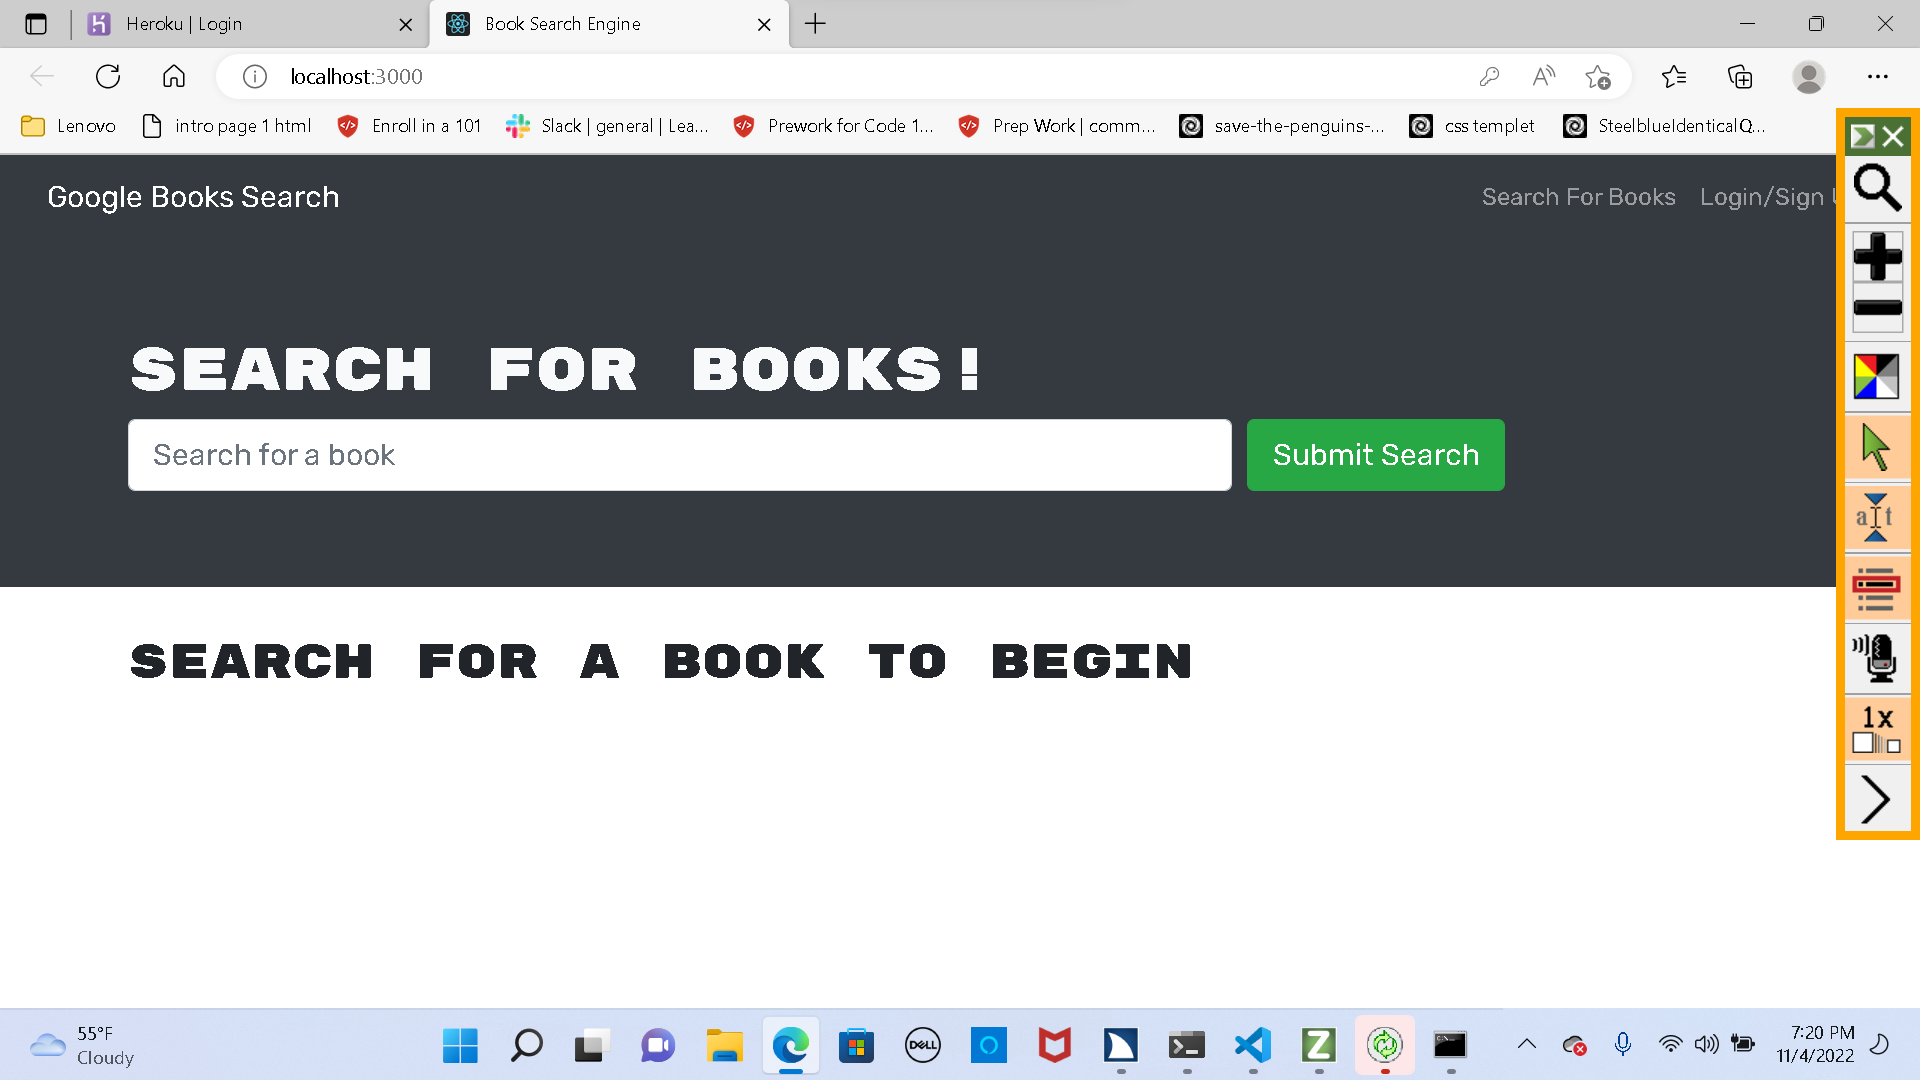 Heroku | Login
Book Search Engine
localhost:3000
Lenovo
intro page 1 html
Enroll in a 101
Slack | general | Lea...
Prework for Code 1...
Prep Work | comm...
save-the-penguins-...
css templet
SteelblueIdenticalQ...
Google Books Search
Search For Books
Login/Sign
SEARCH FOR BOOKS!
Search for a book
Submit Search
SEARCH FOR A BOOK TO BEGIN
a t
1x
55°F
Cloudy
DELL
Z
7:20 PM
11/4/2022